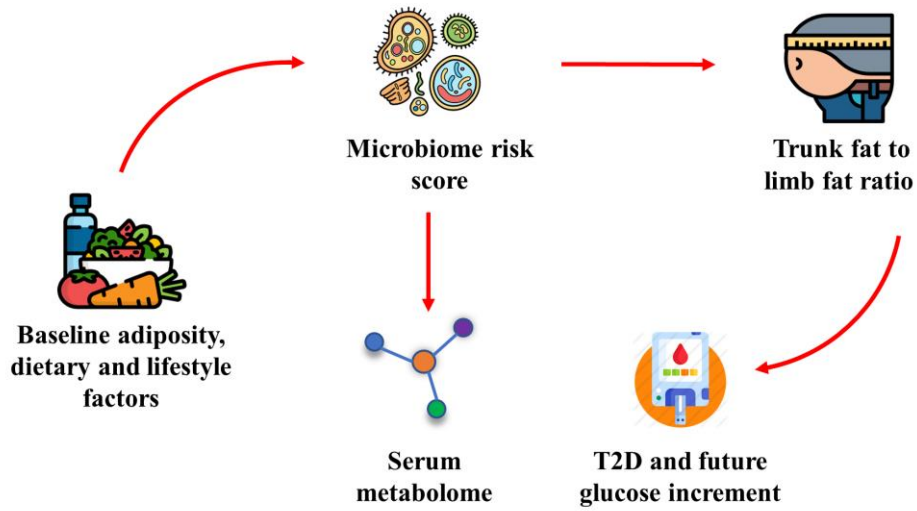 Microbiome risk
score
Trunk fat to
limb fat ratio
Baseline adiposity,
dietary and lifestyle
factors
Serum
metabolome
T2D and future
glucose increment